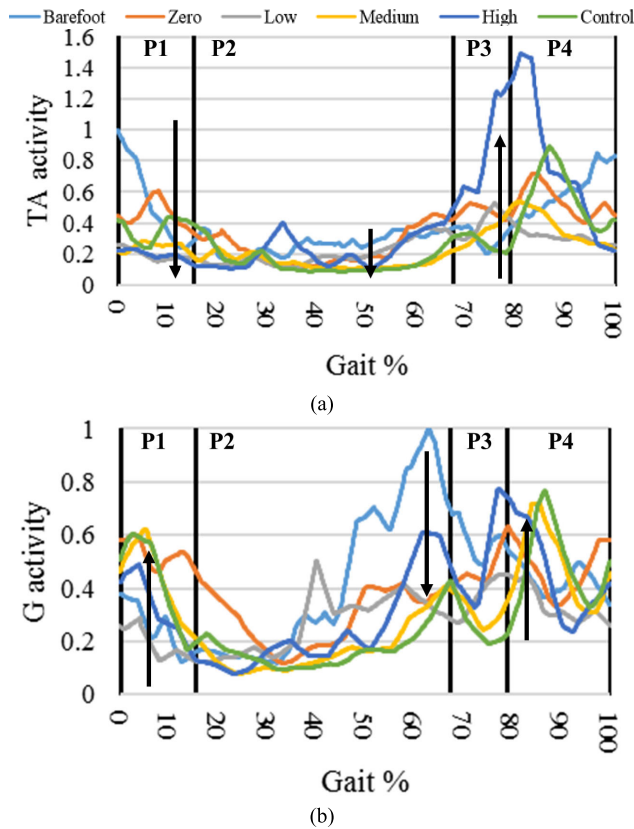 Barefoot Zero Low Medium High Control
P1 P2 P3 P4
1.6
1.4
1.2
1
0.8
0.6
0.4
0.2
0
TA activity
0 10 20 30 40 50 60 70 80 90 100
Gait %
(a)
P1 P2 P3 P4
1
0.8
0.6
0.4
0.2
0
G activity
0 10 20 30 40 50 60 70 80 90 100
Gait %
(b)